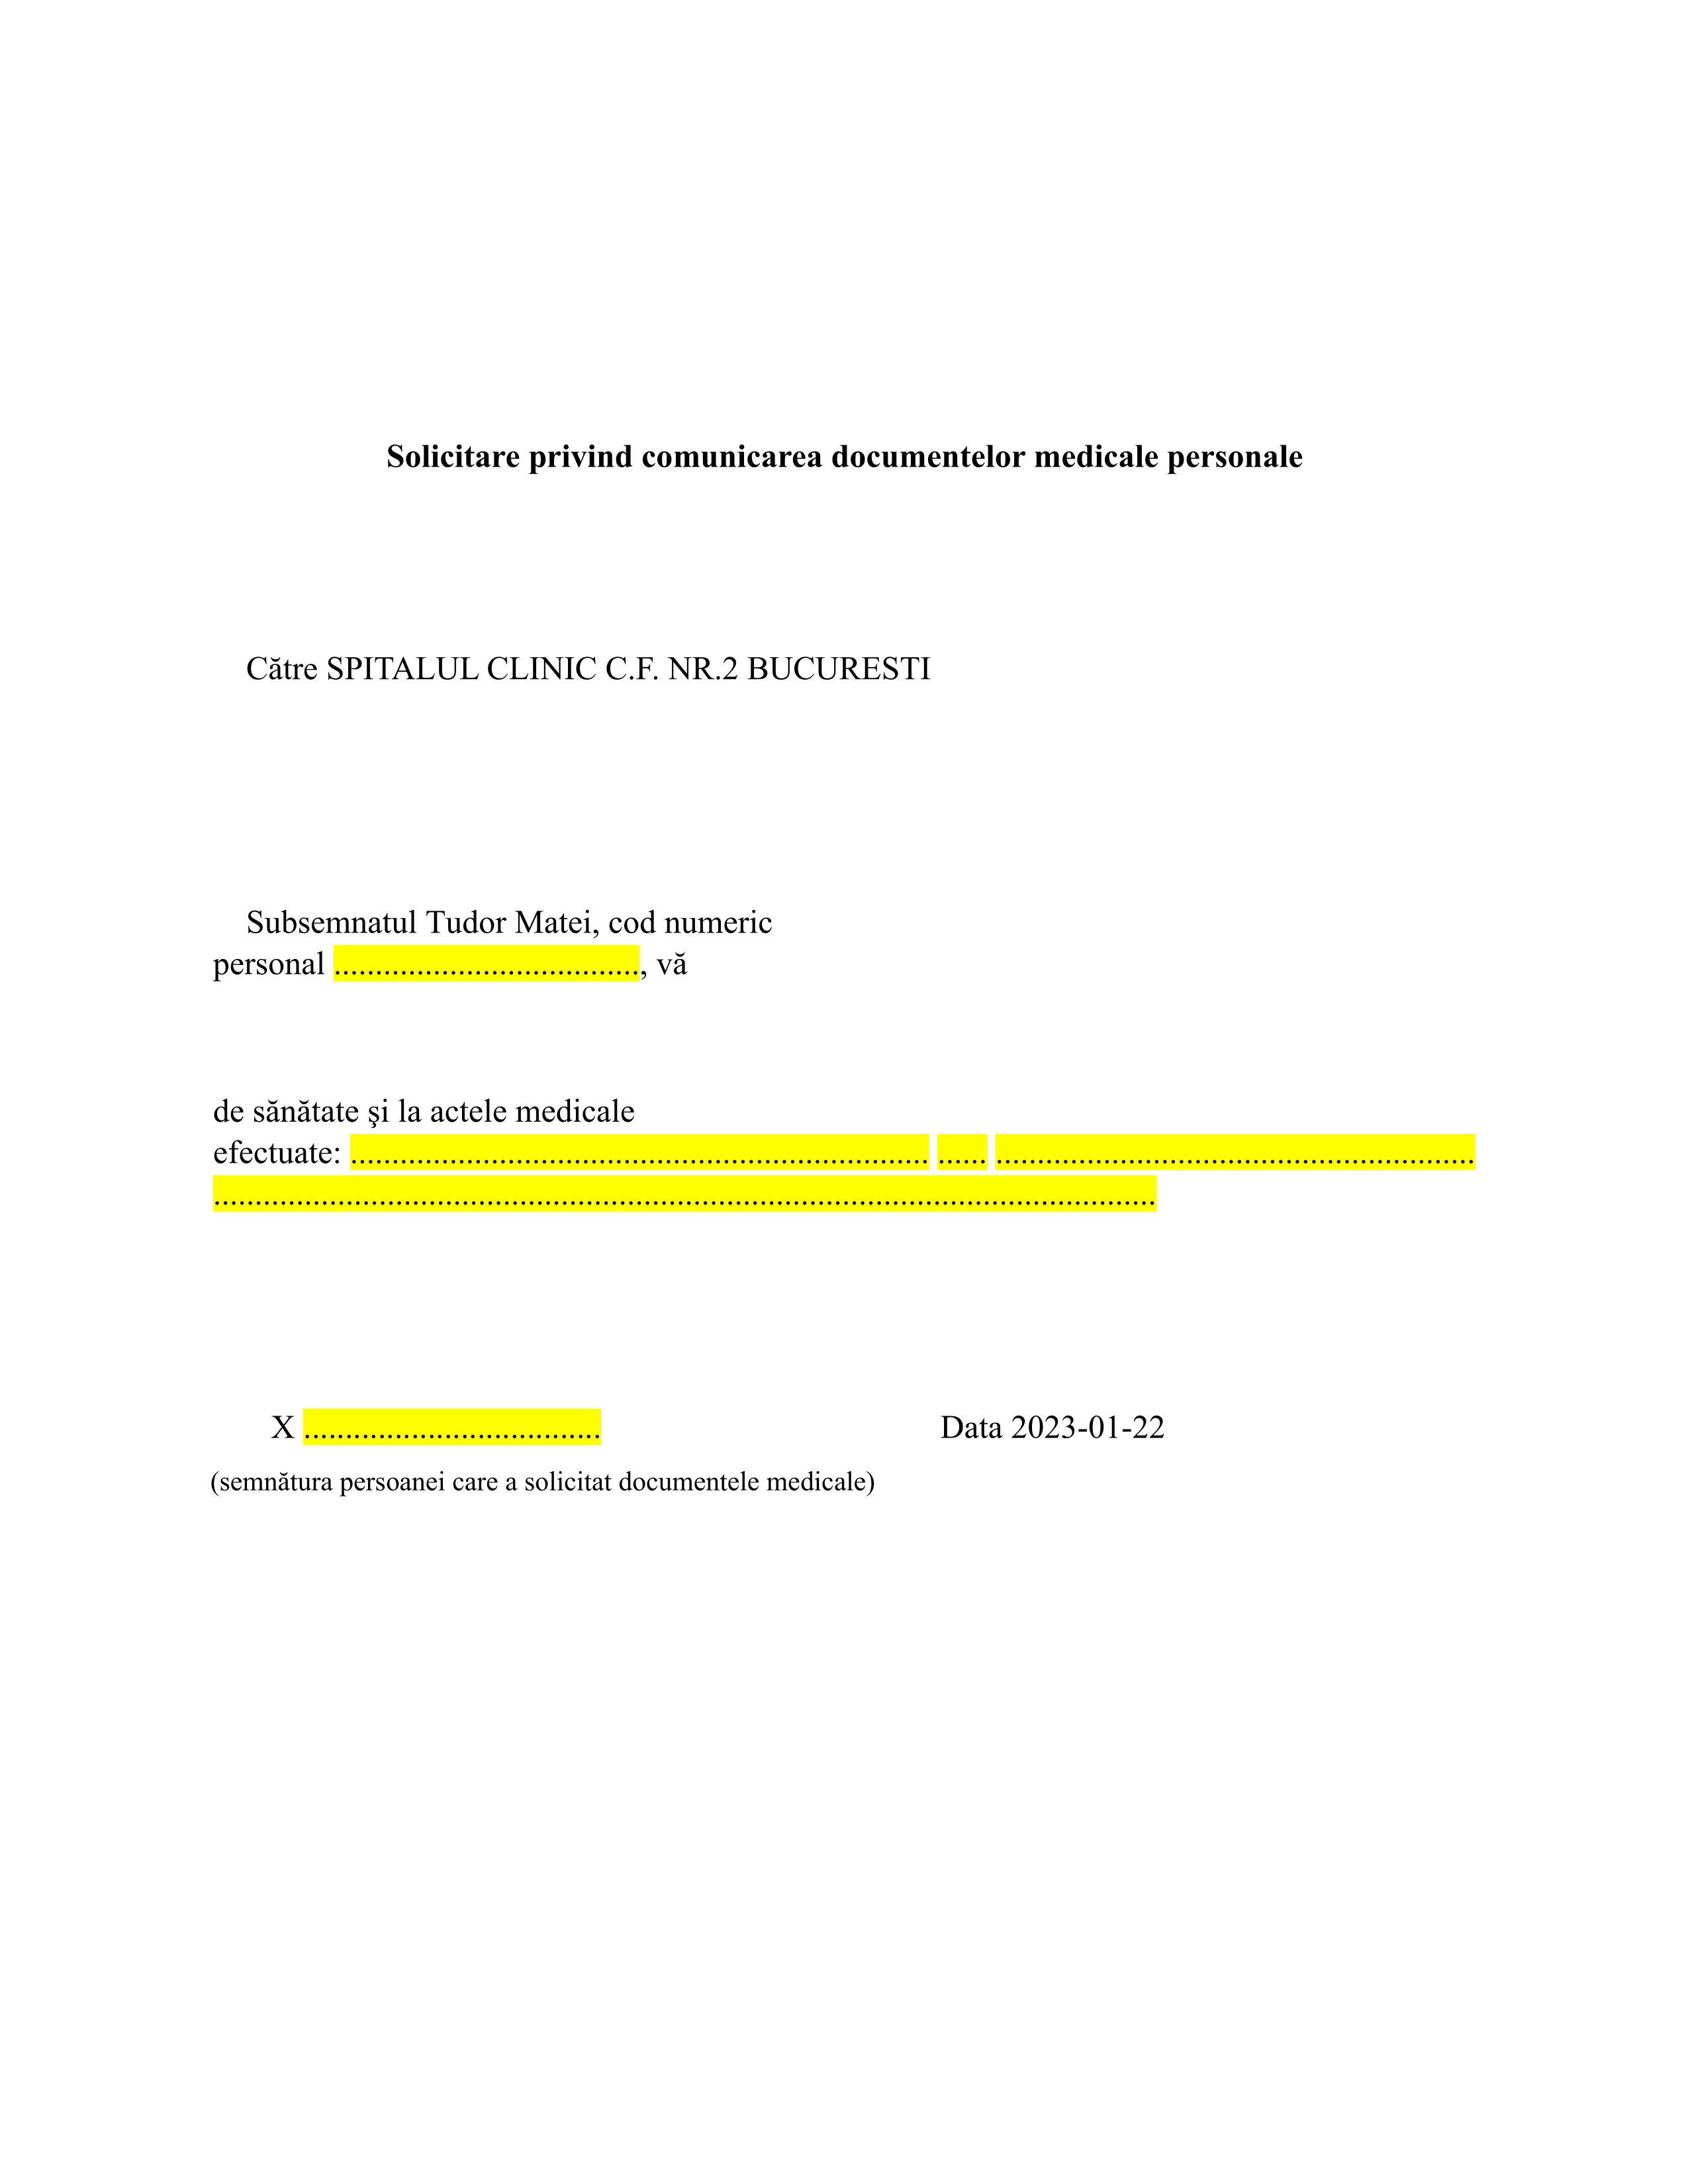 Solicitare privind comunicarea documentelor medicale personale
Către SPITALUL CLINIC C.F. NR.2 BUCURESTI
Subsemnatul Tudor Matei, cod numeric
personal ....................................., vă
de sănătate şi la actele medicale
efectuate: ...................................................................... ...... ..........................................................
..................................................................................................................
X .................................... Data 2023-01-22
(semnătura persoanei care a solicitat documentele medicale)